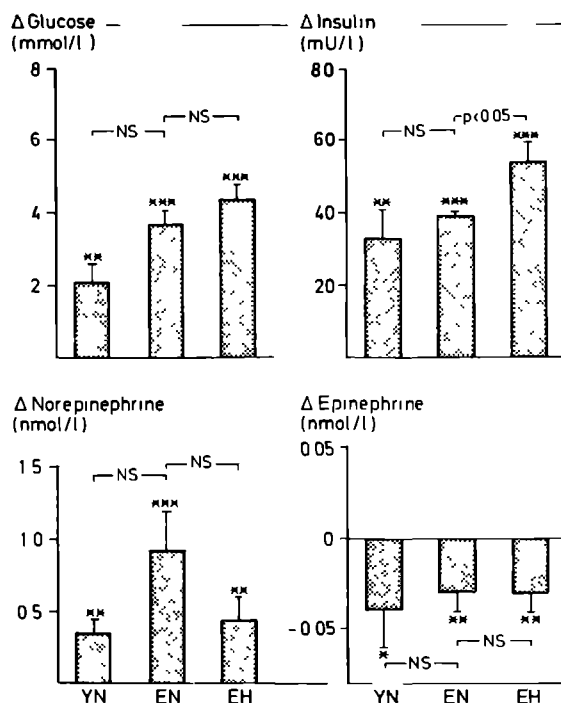 Δ Glucose
(mmol/l)
8
6
4
2
NS
NS
**
***
***
Δ Insulin
(mU/l)
80
60
40
20
NS
p<0 05
**
***
***
Δ Norepinephrine
(nmol/l)
1 5
1 0
0 5
NS
NS
**
***
**
YN EN EH
Δ Epinephrine
(nmol/l)
0 05
0
-0 05
*
**
**
NS
NS
YN EN EH